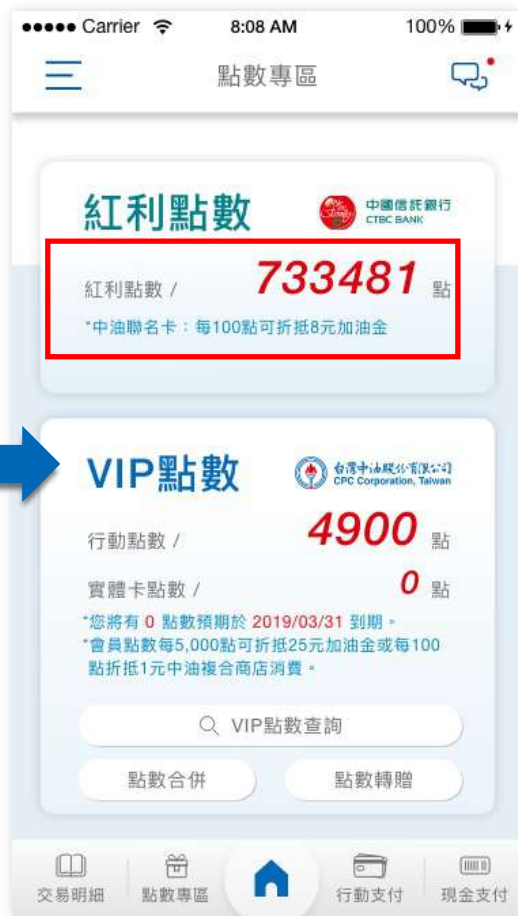 Carrier 8:08 AM 100%
點數專區
紅利點數 中國信託銀行
CTBC BANK
紅利點數 / 733481 點
*中油聯名卡：每100點可折抵8元加油金
VIP點數 台灣中油股份有限公司
CPC Corporation, Taiwan
行動點數 / 4900 點
實體卡點數 / 0 點
*您將有 0 點數預期於 2019/03/31 到期。
*會員點數每5,000點可折抵25元加油金或每100
點折抵1元中油複合商店消費。
VIP點數查詢
點數合併 點數轉贈
交易明細 點數專區 行動支付 現金支付